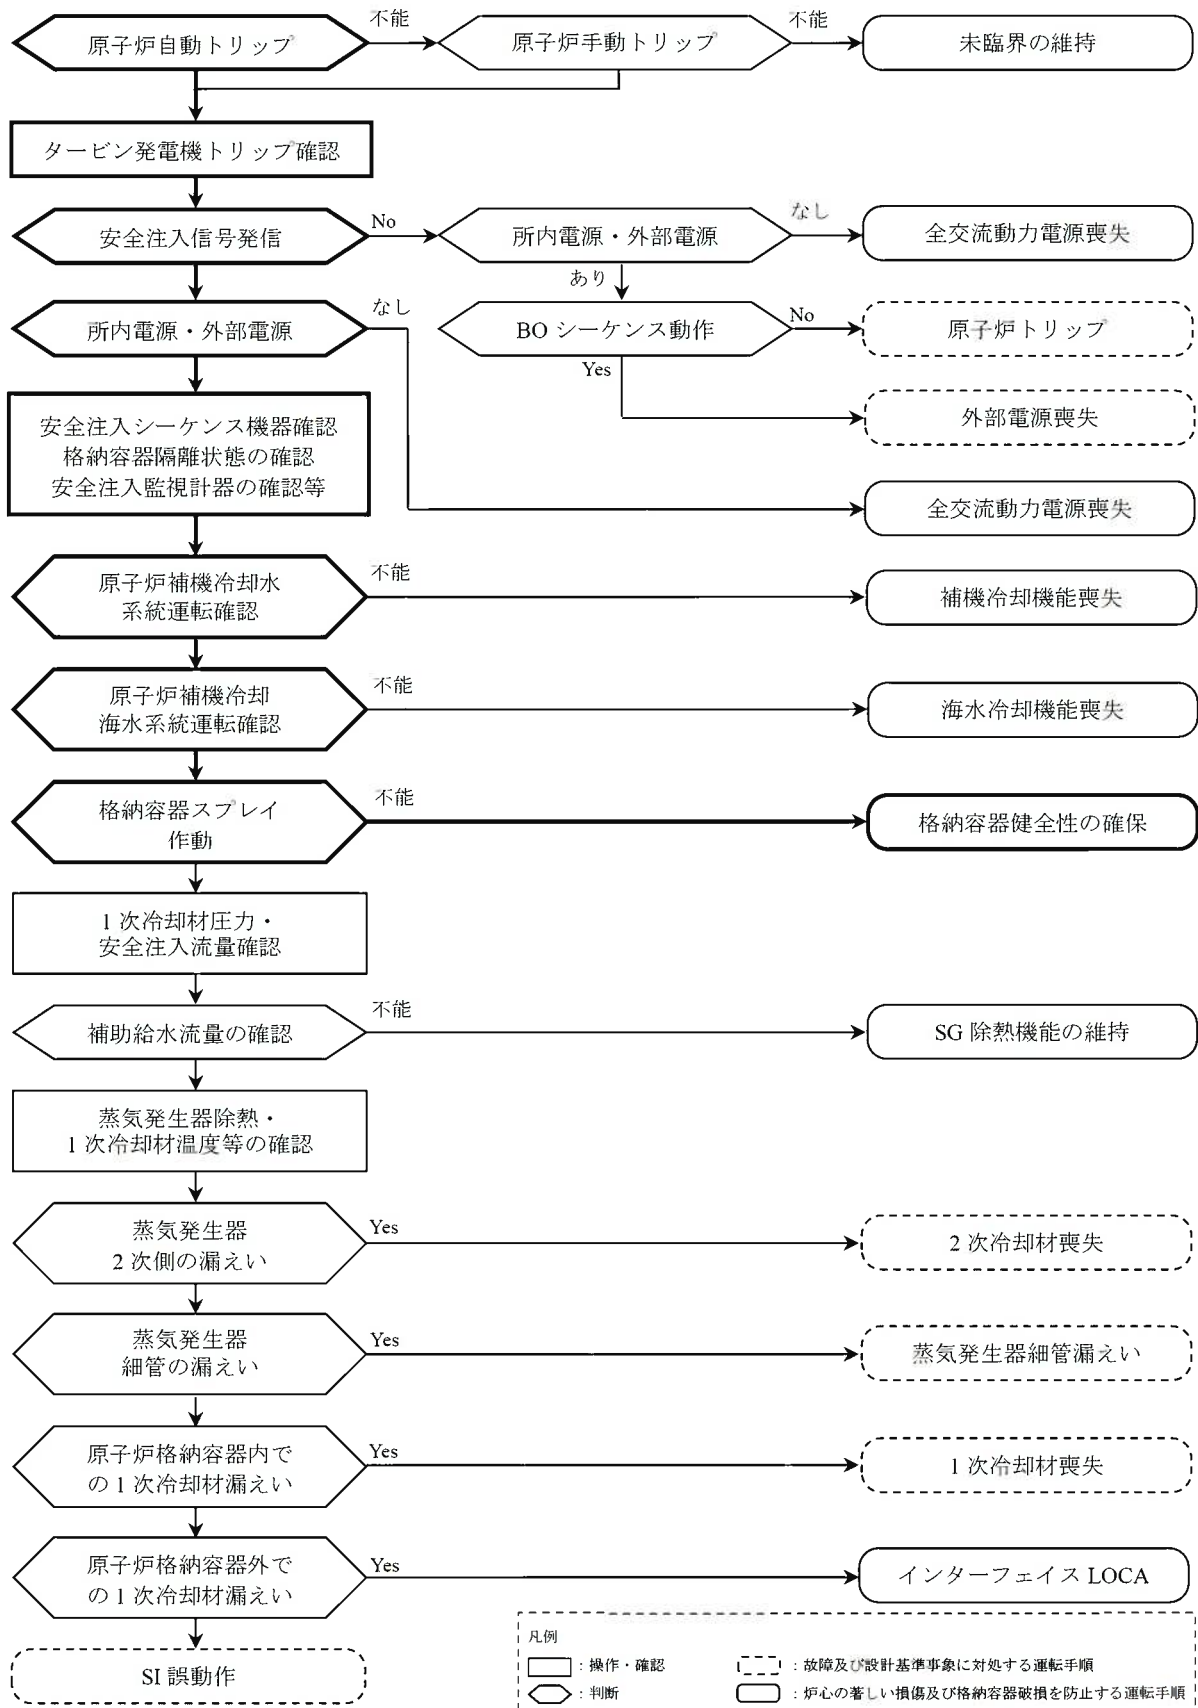 原子炉自動トリップ
不能
原子炉手動トリップ
不能
未臨界の維持
タービン発電機トリップ確認
安全注入信号発信
No
所内電源・外部電源
なし
全交流動力電源喪失
あり
所内電源・外部電源
なし
BO シーケンス動作
No
原子炉トリップ
Yes
外部電源喪失
安全注入シーケンス機器確認
格納容器隔離状態の確認
安全注入監視計器の確認等
全交流動力電源喪失
原子炉補機冷却水
系統運転確認
不能
補機冷却機能喪失
原子炉補機冷却
海水系統運転確認
不能
海水冷却機能喪失
格納容器スプレイ
作動
不能
格納容器健全性の確保
1 次冷却材圧力・
安全注入流量確認
補助給水流量の確認
不能
SG 除熱機能の維持
蒸気発生器除熱・
1 次冷却材温度等の確認
蒸気発生器
2 次側の漏えい
Yes
2 次冷却材喪失
蒸気発生器
細管の漏えい
Yes
蒸気発生器細管漏えい
原子炉格納容器内で
の 1 次冷却材漏えい
Yes
1 次冷却材喪失
原子炉格納容器外で
の 1 次冷却材漏えい
Yes
インターフェイス LOCA
SI 誤動作
凡例
：操作・確認
：故障及び設計基準事象に対処する運転手順
：判断
：炉心の著しい損傷及び格納容器破損を防止する運転手順